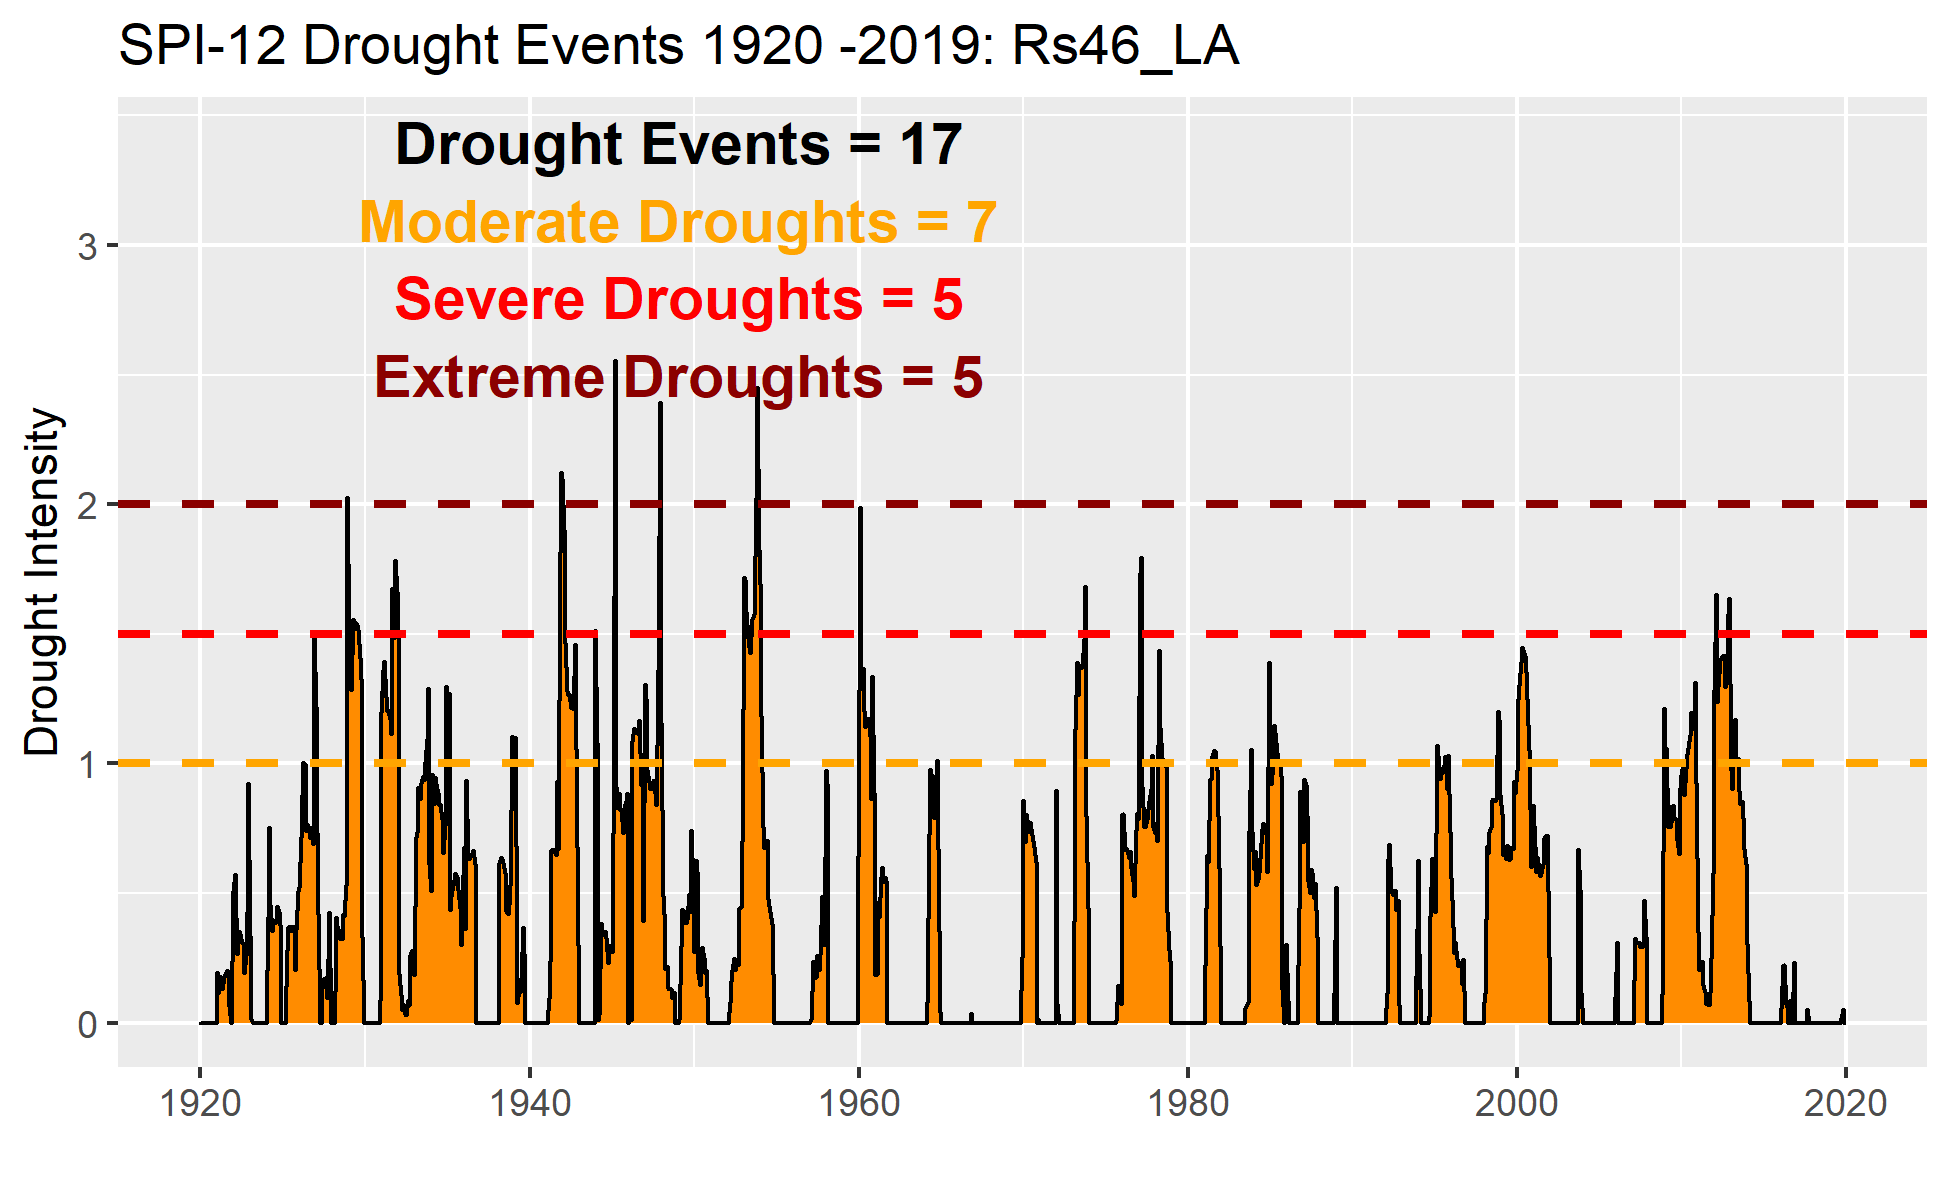 SPI-12 Drought Events 1920 -2019: Rs46_LA
Drought Events = 17
Moderate Droughts = 7
Severe Droughts = 5
Extreme Droughts = 5
Drought Intensity
3
2
1
0
1920 1940 1960 1980 2000 2020